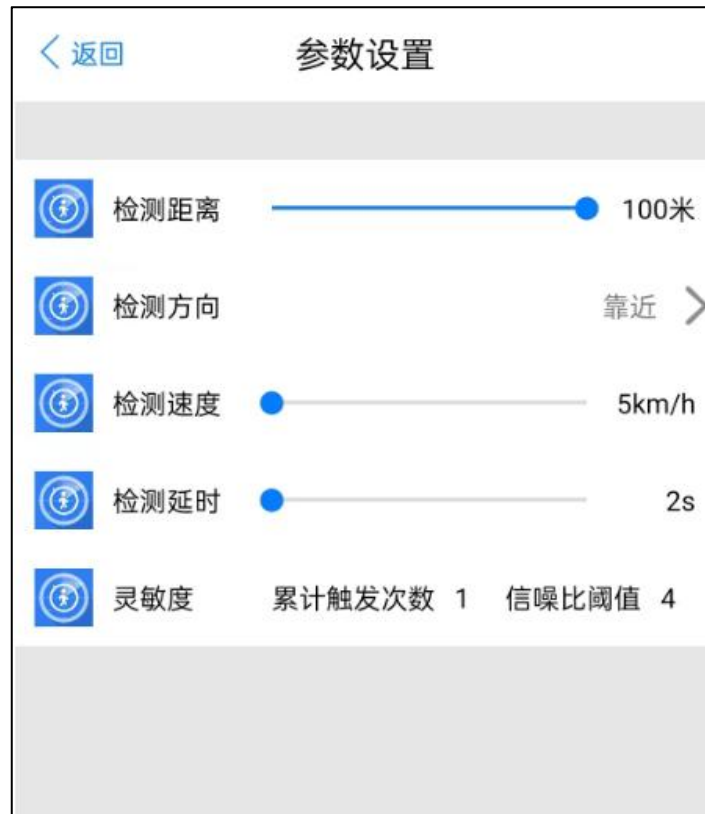 返回 参数设置
检测距离 100米
检测方向 靠近
检测速度 5km/h
检测延时 2s
灵敏度 累计触发次数 1 信噪比阈值 4